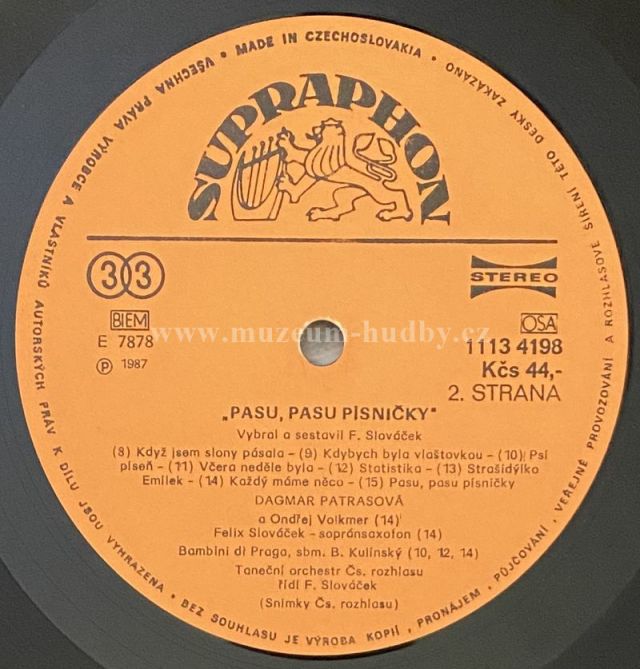 VŠECHNA PRÁVA VÝROBCE A VLASTNÍKŮ AUTORSKÝCH PRÁV K DÍLU JSOU VYHRAZENA • BEZ SOUHLASU JE VÝROBA KOPIÍ, PRONÁJEM, PŮJČOVÁNÍ, VEŘEJNÉ PROVOZOVÁNÍ A ROZHLASOVÉ ŠÍŘENÍ TÉTO DESKY ZAKÁZÁNO • MADE IN CZECHOSLOVAKIA •
SUPRAPHON
33
STEREO
BIEM
OSA
www.muzeum-hudby.cz
E 7878
1113 4198
Ⓟ 1987
Kčs 44,-
2. STRANA
„PASU, PASU PÍSNIČKY“
Vybral a sestavil F. Slováček
(8) Když jsem slony pásala – (9) Kdybych byla vlaštovkou – (10) Psí
píseň – (11) Včera neděle byla – (12) Statistika – (13) Strašidýlko
Emílek – (14) Každý máme něco – (15) Pasu, pasu písničky
DAGMAR PATRASOVÁ
a Ondřej Volkmer (14)
Felix Slováček – sopránsaxofon (14)
Bambini di Praga, sbm. B. Kulínský (10, 12, 14)
Taneční orchestr Čs. rozhlasu
řídí F. Slováček
(Snímky Čs. rozhlasu)